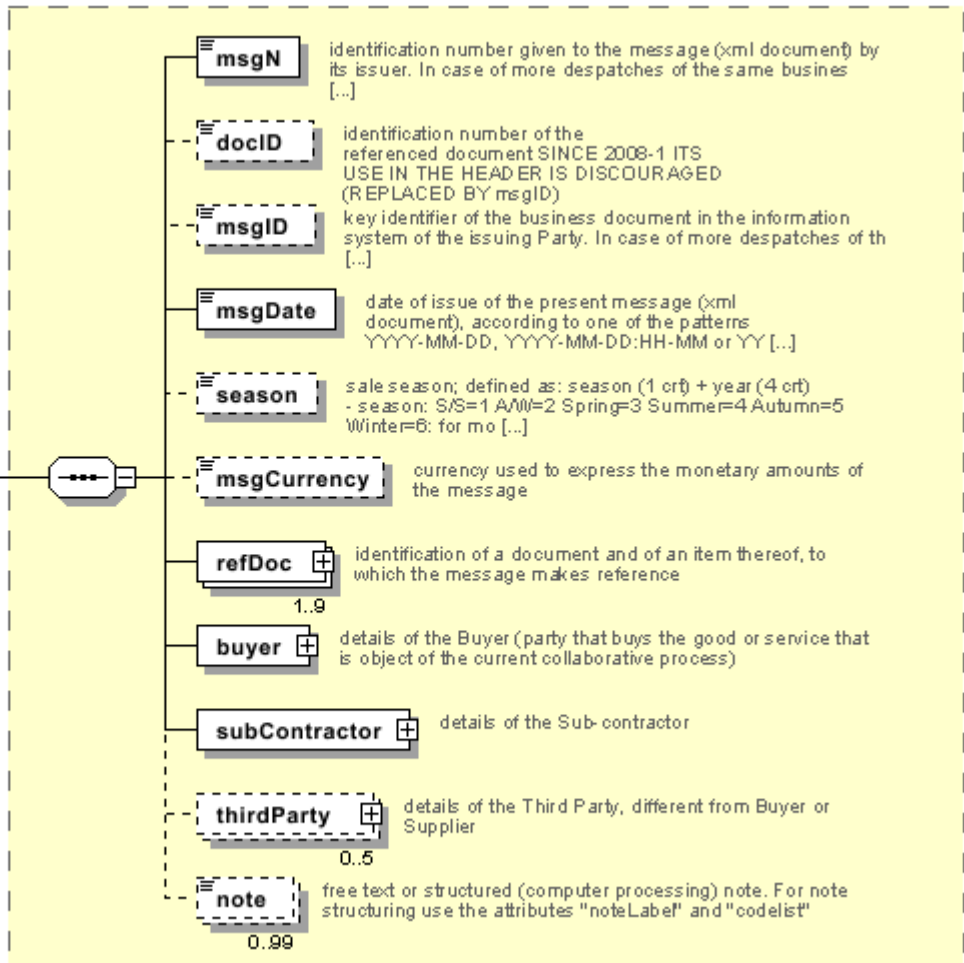 msgN
identification number given to the message (xml document) by
its issuer. In case of more despatches of the same busines
[...]
docID
identification number of the
referenced document SINCE 2008-1 ITS
USE IN THE HEADER IS DISCOURAGED
(REPLACED BY msgID)
msgID
key identifier of the business document in the information
system of the issuing Party. In case of more despatches of th
[...]
msgDate
date of issue of the present message (xml
document), according to one of the patterns
YYYY-MM-DD, YYYY-MM-DD:HH-MM or YY [...]
season
sale season; defined as: season (1 crt) + year (4 crt)
- season: S/S=1 A/W=2 Spring=3 Summer=4 Autumn=5
Winter=6: for mo [...]
msgCurrency
currency used to express the monetary amounts of
the message
refDoc
1..9
identification of a document and of an item thereof, to
which the message makes reference
buyer
details of the Buyer (party that buys the good or service that
is object of the current collaborative process)
subContractor
details of the Sub-contractor
thirdParty
0..5
details of the Third Party, different from Buyer or
Supplier
note
0..99
free text or structured (computer processing) note. For note
structuring use the attributes "noteLabel" and "codelist"